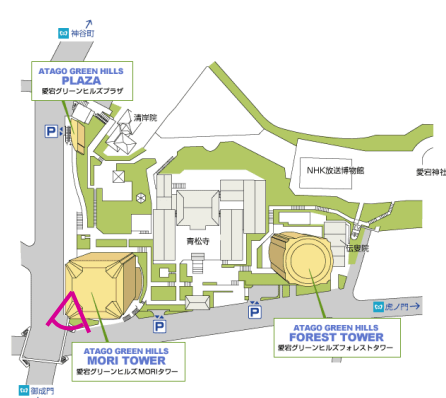 神谷町
ATAGO GREEN HILLS
PLAZA
愛宕グリーンヒルズプラザ
P
清岸院
NHK放送博物館
愛宕神社
青松寺
伝叟院
虎ノ門
P
P
ATAGO GREEN HILLS
FOREST TOWER
愛宕グリーンヒルズフォレストタワー
ATAGO GREEN HILLS
MORI TOWER
愛宕グリーンヒルズMORIタワー
御成門